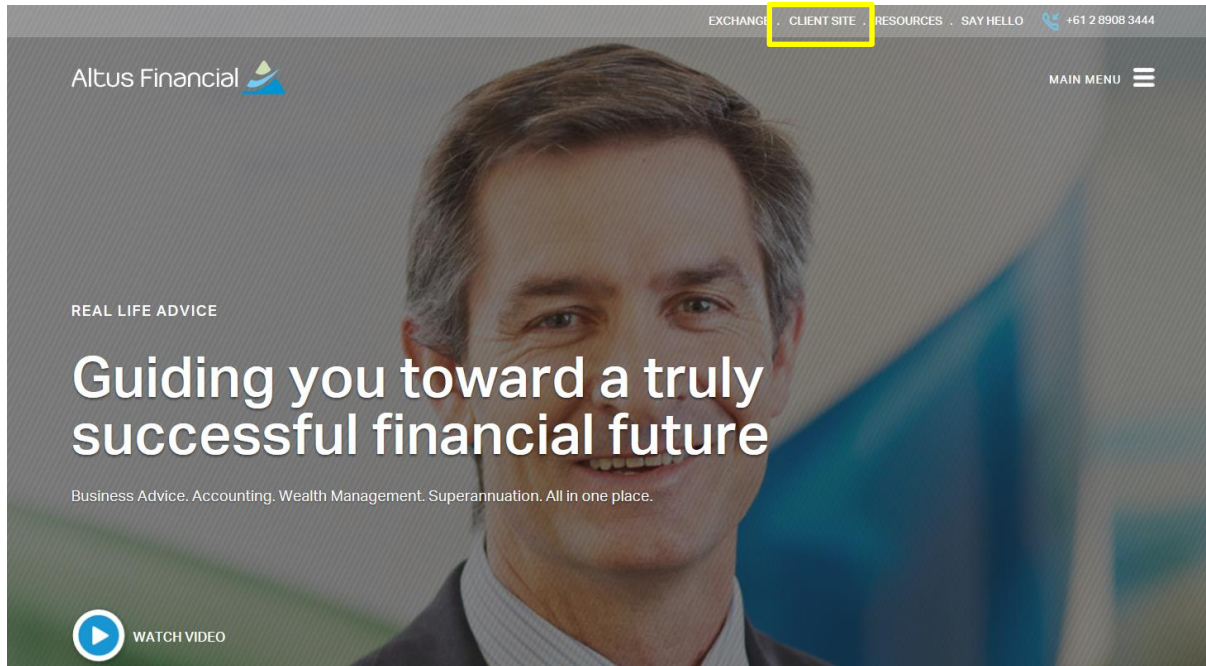 EXCHANGE . CLIENT SITE . RESOURCES . SAY HELLO +61 2 8908 3444
Altus Financial
MAIN MENU
REAL LIFE ADVICE
Guiding you toward a truly
successful financial future
Business Advice. Accounting. Wealth Management. Superannuation. All in one place.
WATCH VIDEO